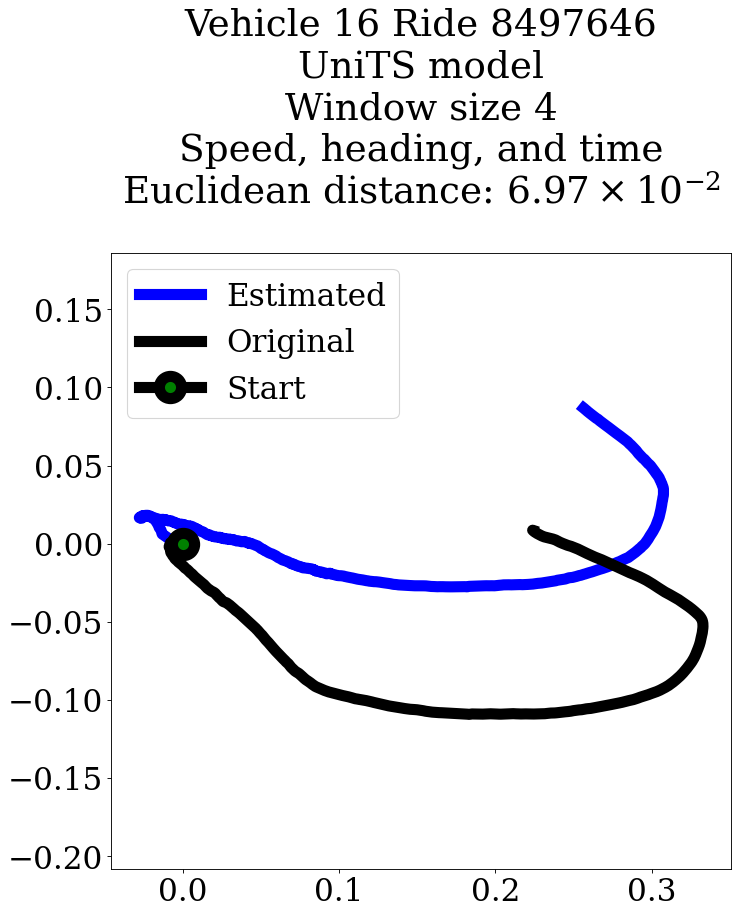 Vehicle 16 Ride 8497646
UniTS model
Window size 4
Speed, heading, and time
Euclidean distance: 6.97 × 10⁻²
Estimated
Original
Start
0.15
0.10
0.05
0.00
−0.05
−0.10
−0.15
−0.20
0.0 0.1 0.2 0.3